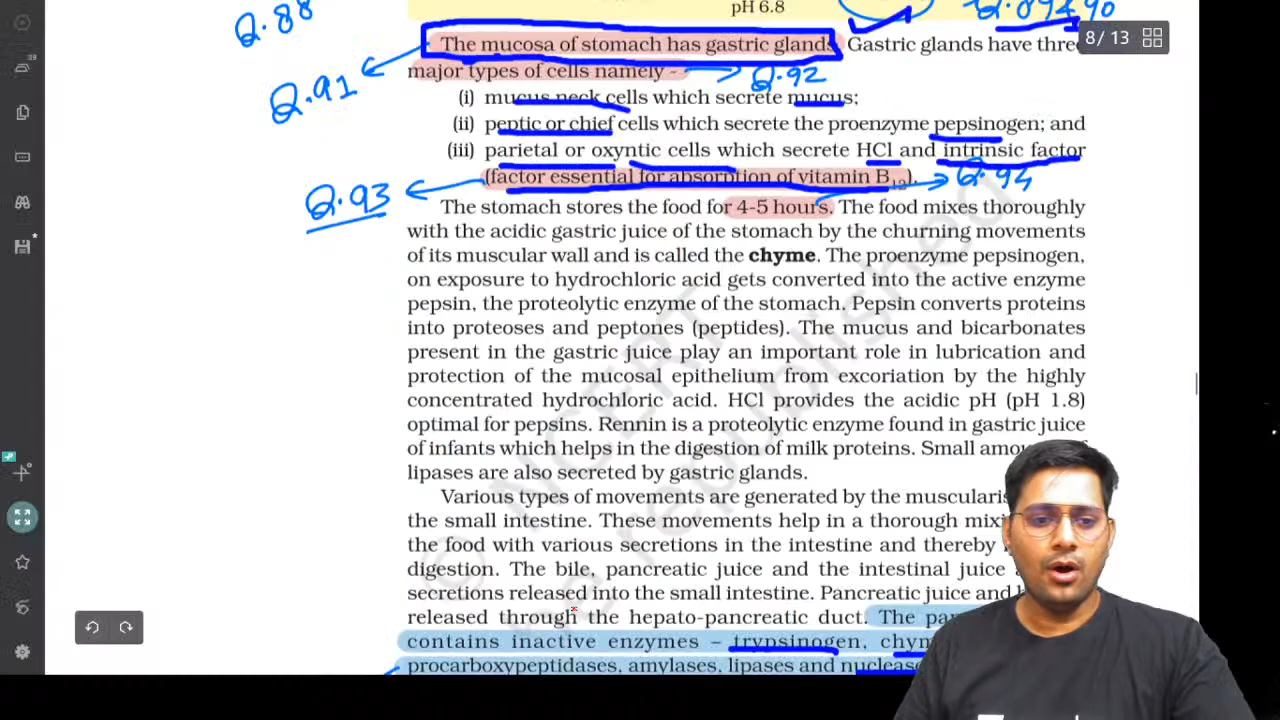 pH 6.8
Q.88
Q.89 & 90
8 / 13
The mucosa of stomach has gastric glands. Gastric glands have three
major types of cells namely - Q.92
Q.91
(i) mucus neck cells which secrete mucus;
(ii) peptic or chief cells which secrete the proenzyme pepsinogen; and
(iii) parietal or oxyntic cells which secrete HCl and intrinsic factor
(factor essential for absorption of vitamin B12).
Q.93
Q.94
The stomach stores the food for 4-5 hours. The food mixes thoroughly
with the acidic gastric juice of the stomach by the churning movements
of its muscular wall and is called the chyme. The proenzyme pepsinogen,
on exposure to hydrochloric acid gets converted into the active enzyme
pepsin, the proteolytic enzyme of the stomach. Pepsin converts proteins
into proteoses and peptones (peptides). The mucus and bicarbonates
present in the gastric juice play an important role in lubrication and
protection of the mucosal epithelium from excoriation by the highly
concentrated hydrochloric acid. HCl provides the acidic pH (pH 1.8)
optimal for pepsins. Rennin is a proteolytic enzyme found in gastric juice
of infants which helps in the digestion of milk proteins. Small
lipases are also secreted by gastric glands.
Various types of movements are generated by the
the small intestine. These movements help in a thorough
the food with various secretions in the intestine and thereby
digestion. The bile, pancreatic juice and the intestinal juice
secretions released into the small intestine. Pancreatic juice and
released through the hepato-pancreatic duct. The
contains inactive enzymes – trypsinogen,
procarboxypeptidases, amylases, lipases and
© NCERT
republished